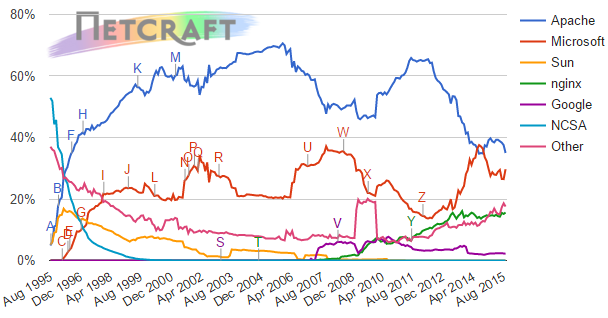 NETCRAFT
80%
60%
40%
20%
0%
A
B
C
E
F
G
H
I
J
K
L
M
N
O
P
Q
R
S
T
U
V
W
X
Y
Z
Aug 1995
Dec 1996
Apr 1998
Aug 1999
Dec 2000
Apr 2002
Aug 2003
Dec 2004
Apr 2006
Aug 2007
Dec 2008
Apr 2010
Aug 2011
Dec 2012
Apr 2014
Aug 2015
Apache
Microsoft
Sun
nginx
Google
NCSA
Other